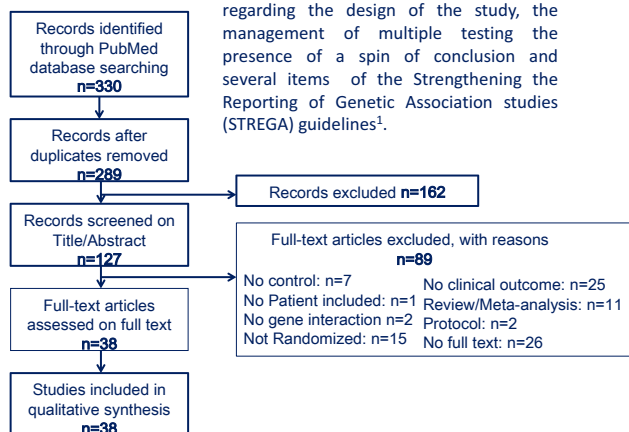 regarding the design of the study, the
management of multiple testing the
presence of a spin of conclusion and
several items of the Strengthening the
Reporting of Genetic Association studies
(STREGA) guidelines1.
Records identified
through PubMed
database searching
n=330
Records after
duplicates removed
n=289
Records excluded n=162
Records screened on
Title/Abstract
n=127
Full-text articles excluded, with reasons
n=89
No control: n=7
No Patient included: n=1
No gene interaction n=2
Not Randomized: n=15
No clinical outcome: n=25
Review/Meta-analysis: n=11
Protocol: n=2
No full text: n=26
Full-text articles
assessed on full text
n=38
Studies included in
qualitative synthesis
n=38